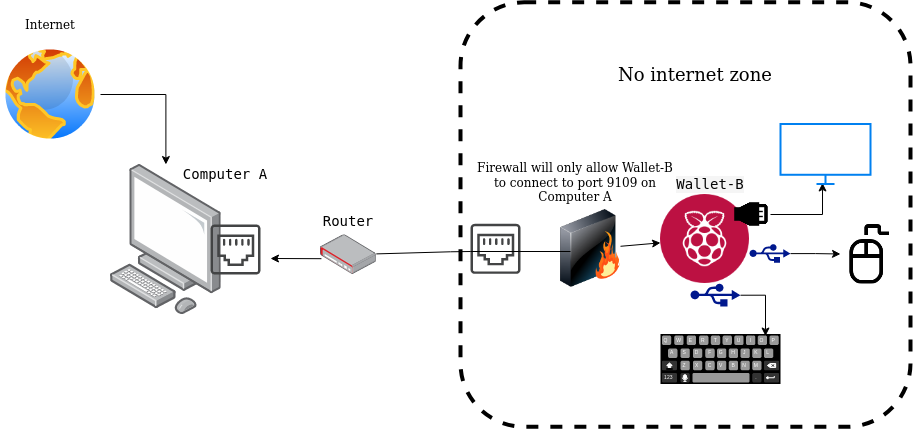 Internet
No internet zone
Computer A
Firewall will only allow Wallet-B
to connect to port 9109 on
Computer A
Wallet-B
Router
Q W E R T Y U I O P
A S D F G H J K L
Z X C V B N M
123